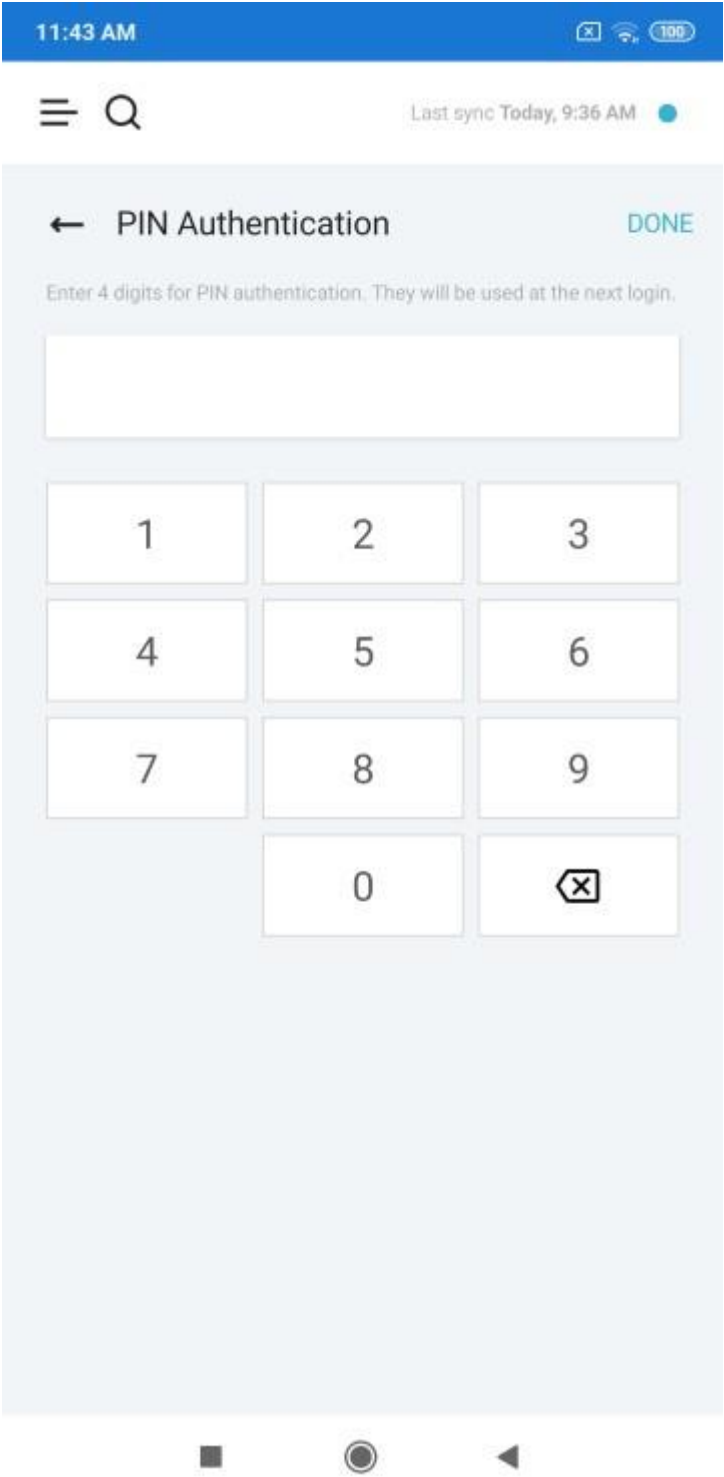 11:43 AM 100
Last sync Today, 9:36 AM
PIN Authentication DONE
Enter 4 digits for PIN authentication. They will be used at the next login.
1 2 3
4 5 6
7 8 9
0